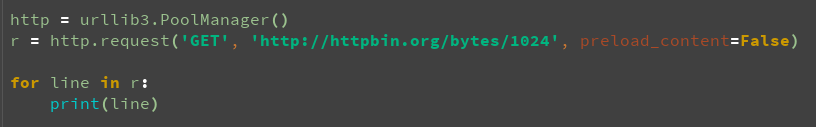 http = urllib3.PoolManager()
r = http.request('GET', 'http://httpbin.org/bytes/1024', preload_content=False)
for line in r:
    print(line)